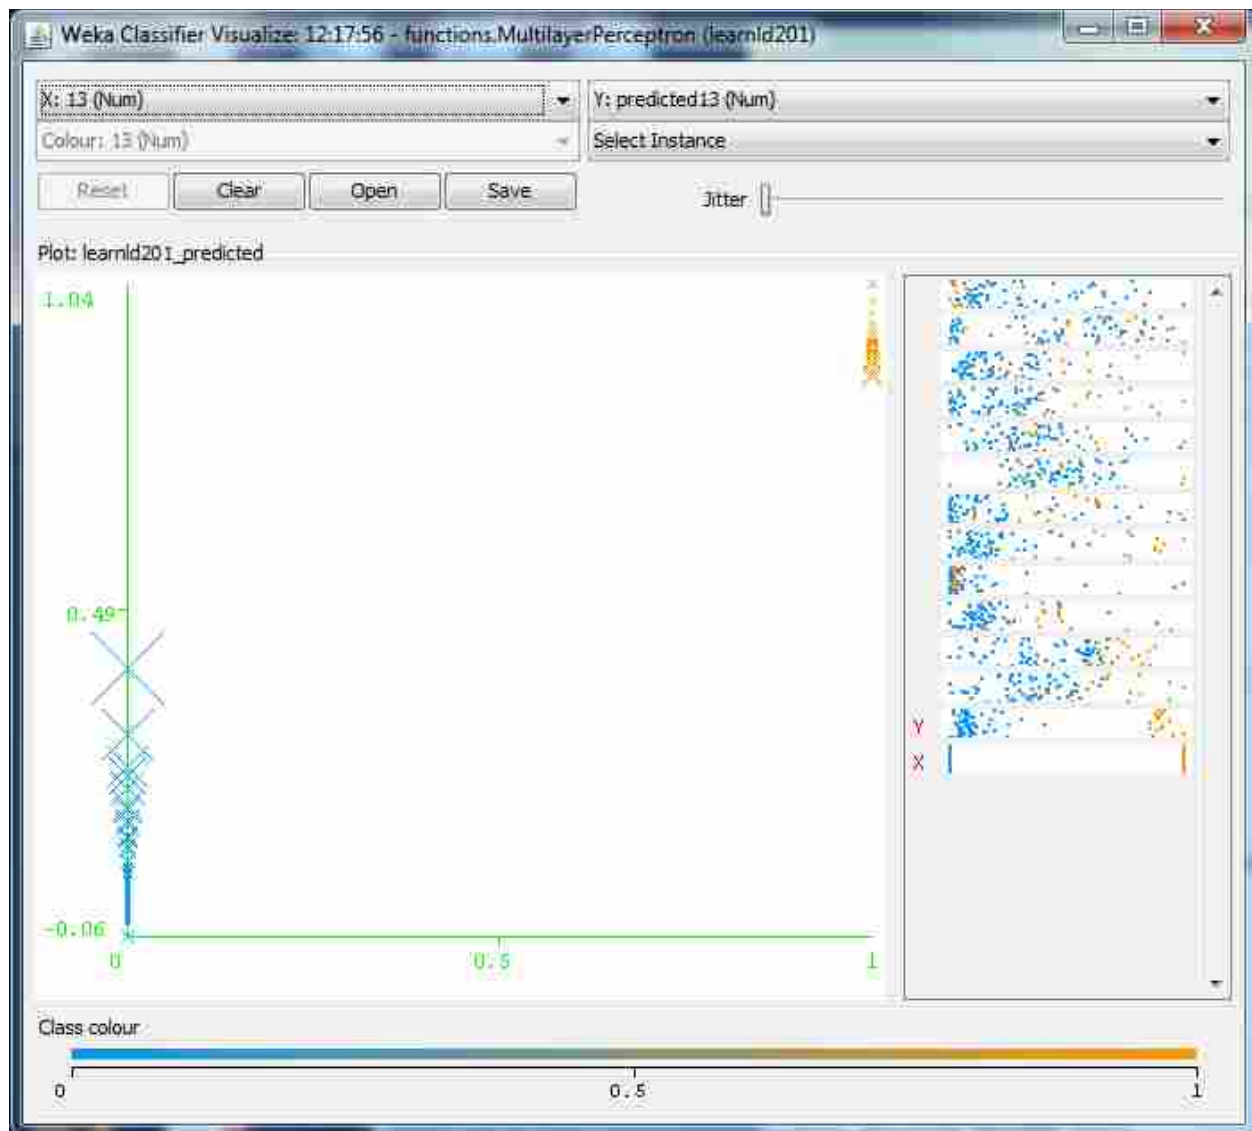 Weka Classifier Visualize: 12:17:56 - functions.MultilayerPerceptron (learnld201)
X: 13 (Num) Y: predicted13 (Num)
Colour: 13 (Num) Select Instance
Reset Clear Open Save Jitter
Plot: learnld201_predicted
1.04
0.49
-0.06
0 0.5 1
Y
X
Class colour
0 0.5 1